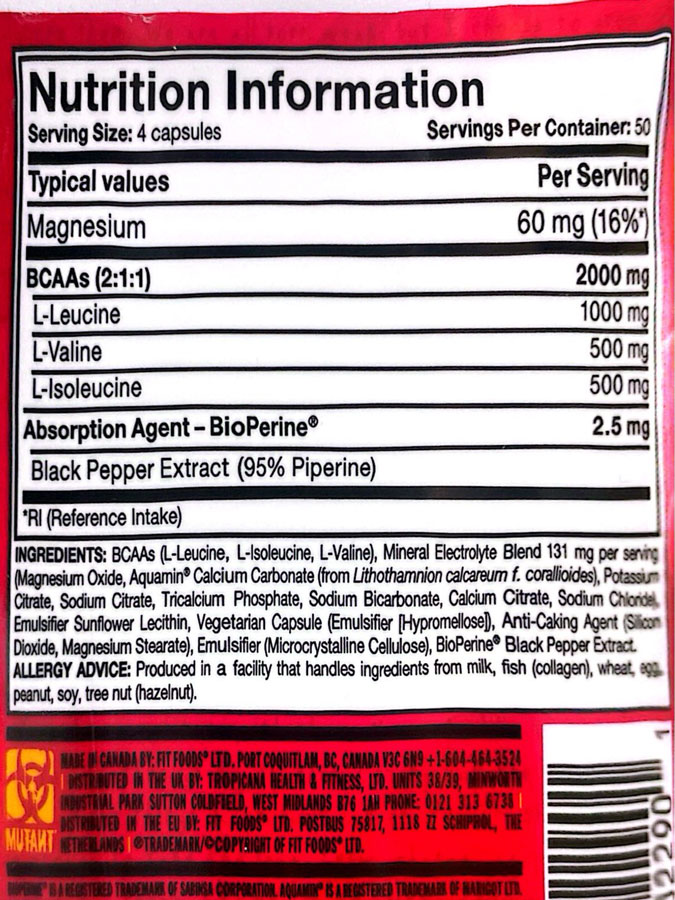 Nutrition Information
Serving Size: 4 capsules Servings Per Container: 50
Typical values Per Serving
Magnesium 60 mg (16%*)
BCAAs (2:1:1) 2000 mg
L-Leucine 1000 mg
L-Valine 500 mg
L-Isoleucine 500 mg
Absorption Agent – BioPerine® 2.5 mg
Black Pepper Extract (95% Piperine)
*RI (Reference Intake)
INGREDIENTS: BCAAs (L-Leucine, L-Isoleucine, L-Valine), Mineral Electrolyte Blend 131 mg per serving
(Magnesium Oxide, Aquamin® Calcium Carbonate (from Lithothamnion calcareum f. corallioides), Potassium
Citrate, Sodium Citrate, Tricalcium Phosphate, Sodium Bicarbonate, Calcium Citrate, Sodium Chloride),
Emulsifier Sunflower Lecithin, Vegetarian Capsule (Emulsifier [Hypromellose]), Anti-Caking Agent (Silicon
Dioxide, Magnesium Stearate), Emulsifier (Microcrystalline Cellulose), BioPerine® Black Pepper Extract.
ALLERGY ADVICE: Produced in a facility that handles ingredients from milk, fish (collagen), wheat, egg,
peanut, soy, tree nut (hazelnut).
MADE IN CANADA BY: FIT FOODS® LTD. PORT COQUITLAM, BC, CANADA V3C 6N9 +1-604-464-3524
| DISTRIBUTED IN THE UK BY: TROPICANA HEALTH & FITNESS, LTD. UNITS 38/39, MINWORTH
INDUSTRIAL PARK SUTTON COLDFIELD, WEST MIDLANDS B76 1AH PHONE: 0121 313 6738 |
DISTRIBUTED IN THE EU BY: FIT FOODS® LTD. POSTBUS 75817, 1118 ZZ SCHIPHOL, THE
NETHERLANDS | ®TRADEMARK/©COPYRIGHT OF FIT FOODS® LTD.
MUTANT
BIOPERINE® IS A REGISTERED TRADEMARK OF SABINSA CORPORATION. AQUAMIN® IS A REGISTERED TRADEMARK OF MARIGOT LTD.
2290 1